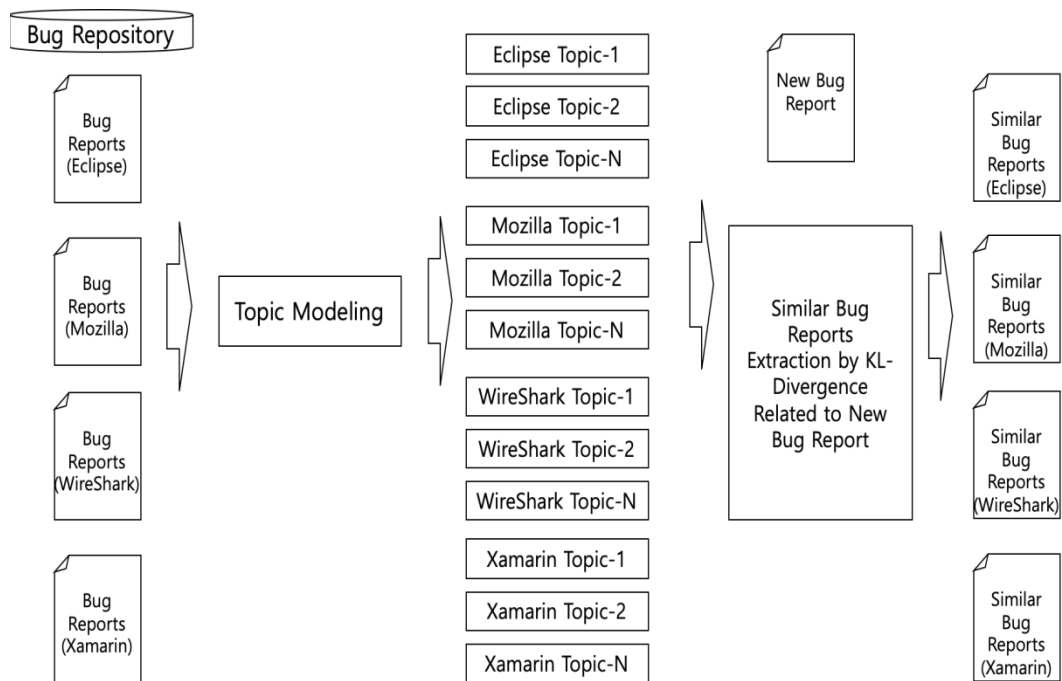 Bug Repository
Bug
Reports
(Eclipse)
Bug
Reports
(Mozilla)
Bug
Reports
(WireShark)
Bug
Reports
(Xamarin)
Topic Modeling
Eclipse Topic-1
Eclipse Topic-2
Eclipse Topic-N
Mozilla Topic-1
Mozilla Topic-2
Mozilla Topic-N
WireShark Topic-1
WireShark Topic-2
WireShark Topic-N
Xamarin Topic-1
Xamarin Topic-2
Xamarin Topic-N
New Bug
Report
Similar Bug
Reports
Extraction by KL-
Divergence
Related to New
Bug Report
Similar
Bug
Reports
(Eclipse)
Similar
Bug
Reports
(Mozilla)
Similar
Bug
Reports
(WireShark)
Similar
Bug
Reports
(Xamarin)